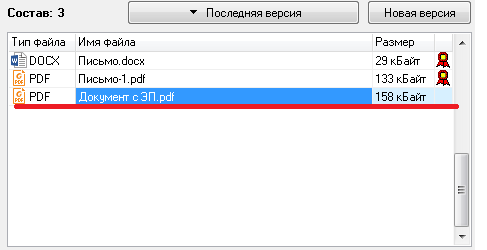 Состав: 3
Последняя версия
Новая версия
Тип файла Имя файла Размер
DOCX Письмо.docx 29 кБайт
PDF Письмо-1.pdf 133 кБайт
PDF Документ с ЭП.pdf 158 кБайт